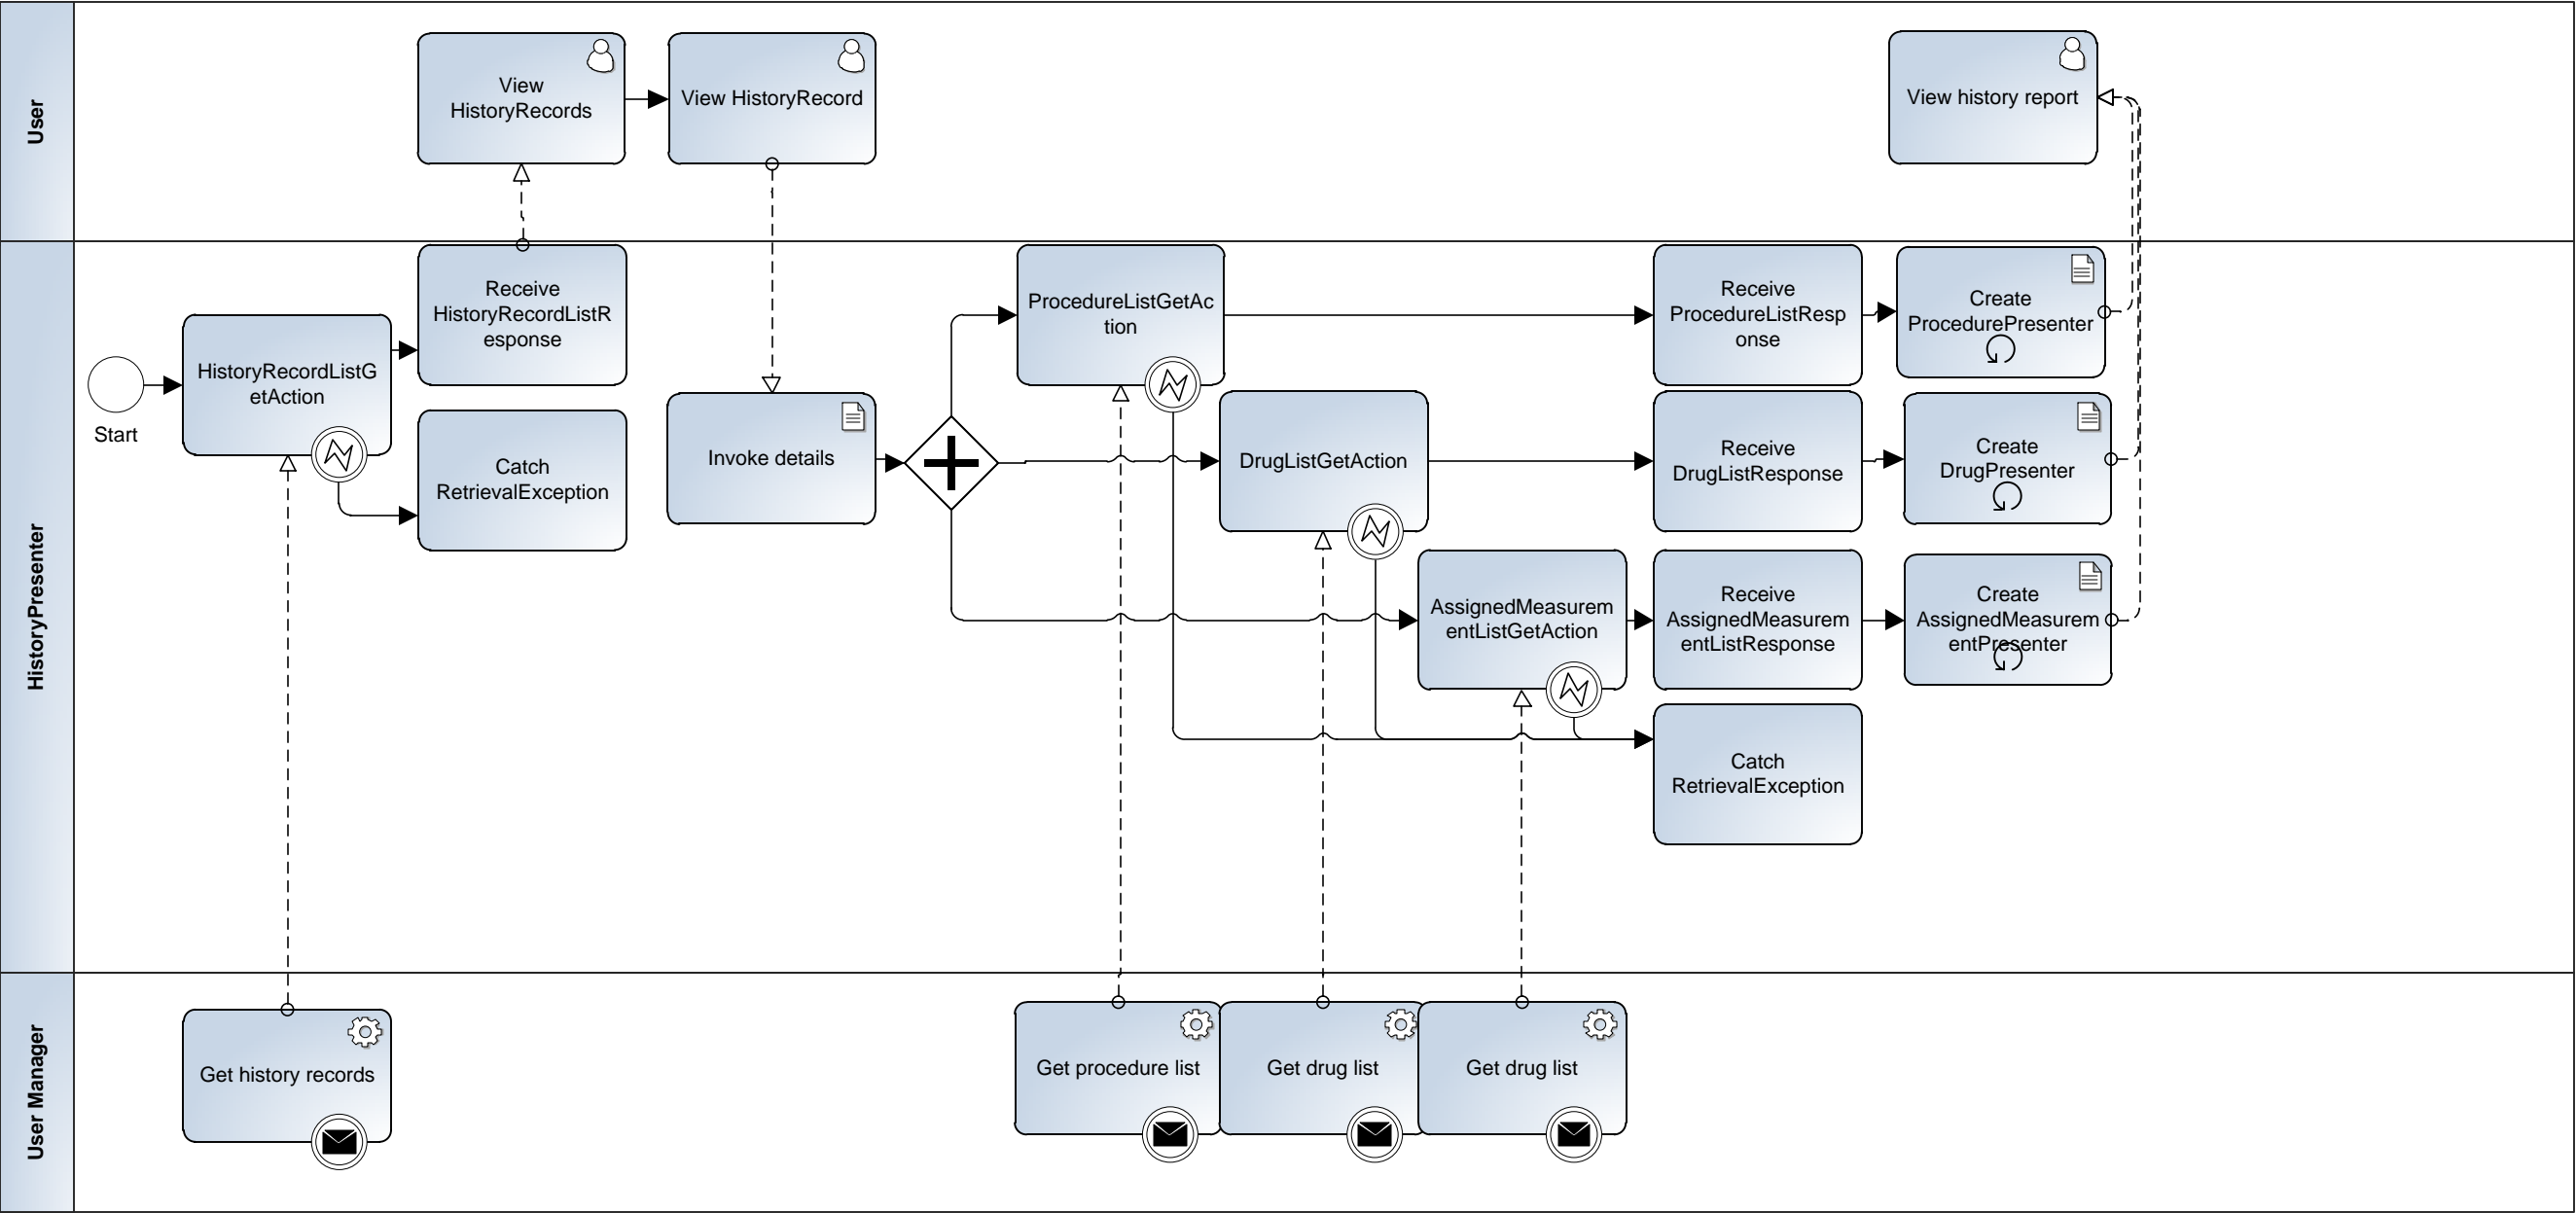 User
View
HistoryRecords
View HistoryRecord
View history report
HistoryPresenter
Start
HistoryRecordListG
etAction
Receive
HistoryRecordListR
esponse
Catch
RetrievalException
Invoke details
ProcedureListGetAc
tion
DrugListGetAction
AssignedMeasurem
entListGetAction
Receive
ProcedureListResp
onse
Create
ProcedurePresenter
Receive
DrugListResponse
Create
DrugPresenter
Receive
AssignedMeasurem
entListResponse
Create
AssignedMeasurem
entPresenter
Catch
RetrievalException
User Manager
Get history records
Get procedure list
Get drug list
Get drug list